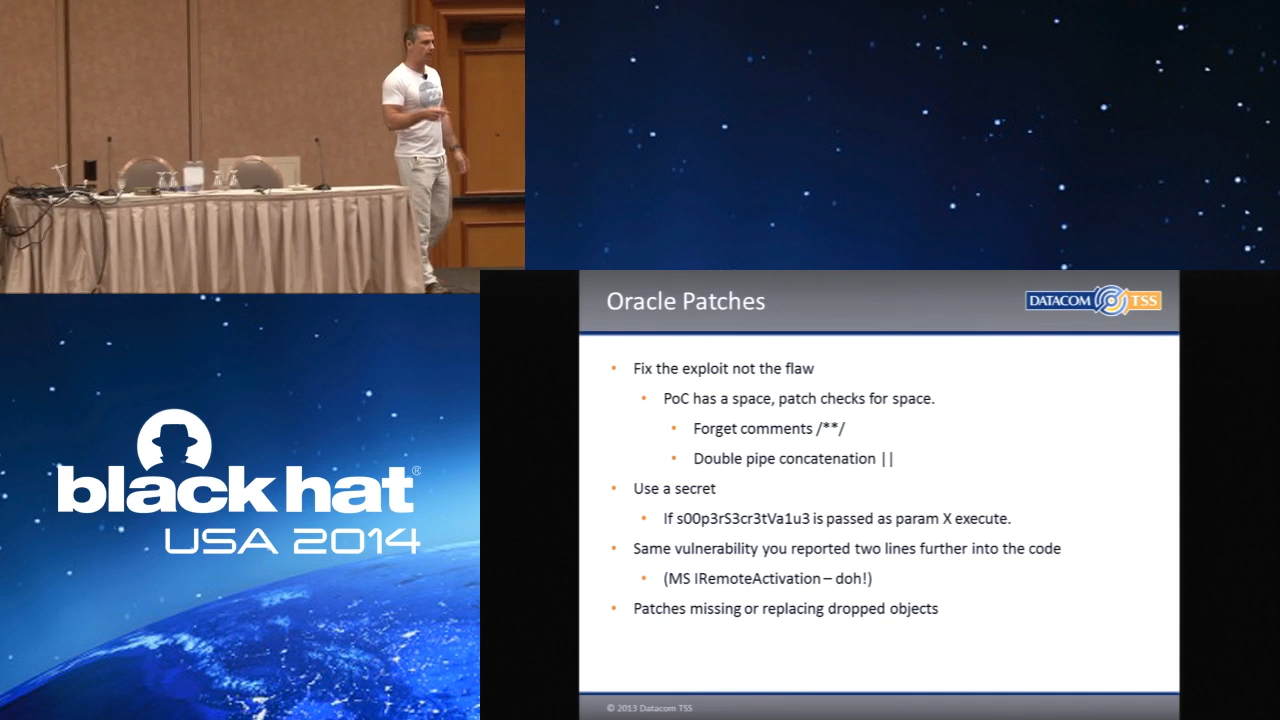 Oracle Patches
DATACOM TSS
• Fix the exploit not the flaw
• PoC has a space, patch checks for space.
• Forget comments /**/
• Double pipe concatenation ||
• Use a secret
• If s00p3rS3cr3tVa1u3 is passed as param X execute.
• Same vulnerability you reported two lines further into the code
• (MS IRemoteActivation – doh!)
• Patches missing or replacing dropped objects
© 2013 Datacom TSS
black hat®
USA 2014